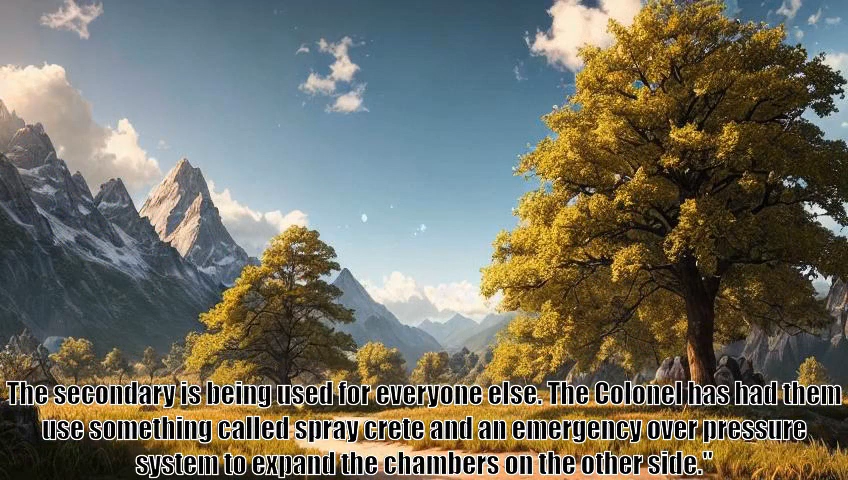 The secondary is being used for everyone else. The Colonel has had them
use something called spray crete and an emergency over pressure
system to expand the chambers on the other side."